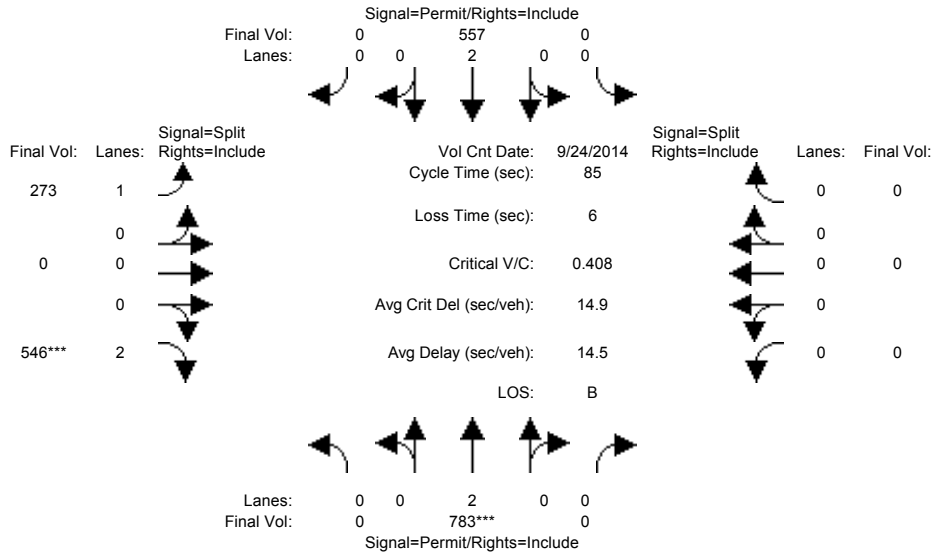 Signal=Permit/Rights=Include
Final Vol: 0 557 0
Lanes: 0 0 2 0 0
Signal=Split Signal=Split
Final Vol: Lanes: Rights=Include Vol Cnt Date: 9/24/2014 Rights=Include Lanes: Final Vol:
Cycle Time (sec): 85
273 1 0 0
Loss Time (sec): 6
0 0
0 0 Critical V/C: 0.408 0 0
0 Avg Crit Del (sec/veh): 14.9 0
546*** 2 Avg Delay (sec/veh): 14.5 0 0
LOS: B
Lanes: 0 0 2 0 0
Final Vol: 0 783*** 0
Signal=Permit/Rights=Include